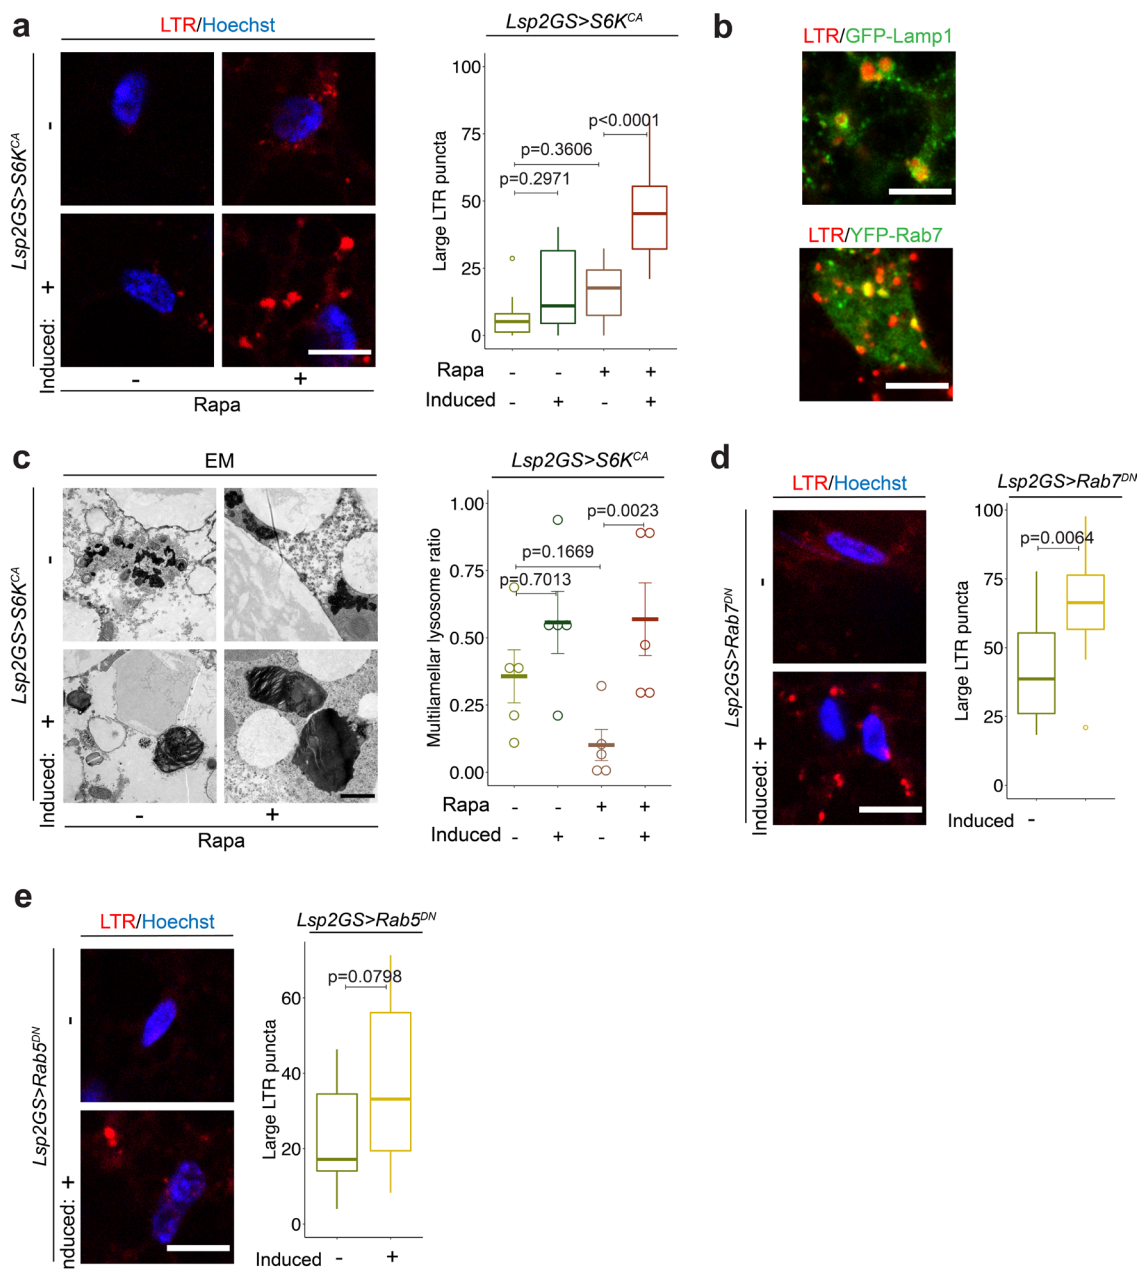 a
LTR/Hoechst
Lsp2GS>S6K^CA
Induced:
-
+
-
+
Rapa
Lsp2GS>S6K^CA
Large LTR puncta
100
75
50
25
0
p<0.0001
p=0.3606
p=0.2971
Rapa - - + +
Induced - + - +
b
LTR/GFP-Lamp1
LTR/YFP-Rab7
c
EM
Lsp2GS>S6K^CA
Induced:
-
+
-
+
Rapa
Lsp2GS>S6K^CA
Multilamellar lysosome ratio
1.00
0.75
0.50
0.25
0.00
p=0.0023
p=0.1669
p=0.7013
Rapa - - + +
Induced - + - +
d
LTR/Hoechst
Lsp2GS>Rab7^DN
Induced:
-
+
Lsp2GS>Rab7^DN
Large LTR puncta
100
75
50
25
0
p=0.0064
Induced -
e
LTR/Hoechst
Lsp2GS>Rab5^DN
nduced:
-
+
Lsp2GS>Rab5^DN
Large LTR puncta
60
40
20
0
p=0.0798
Induced - +